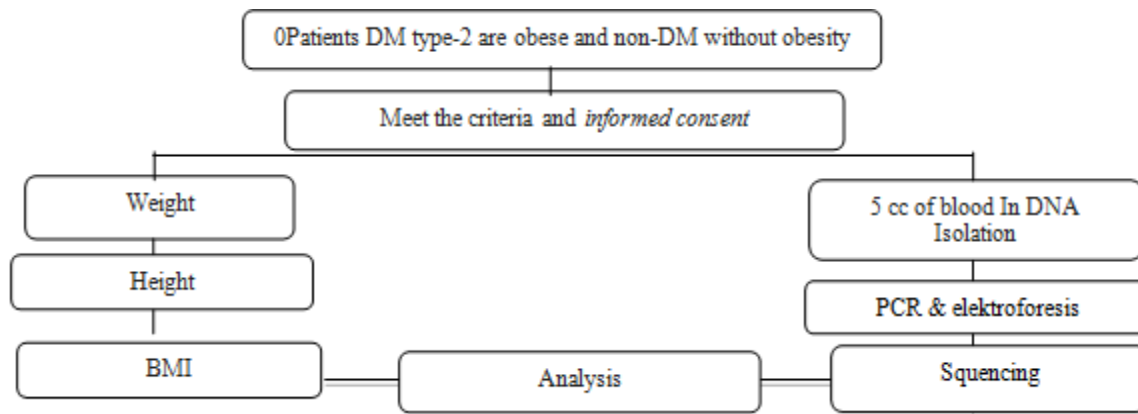 0Patients DM type-2 are obese and non-DM without obesity
Meet the criteria and informed consent
Weight
5 cc of blood In DNA
Isolation
Height
PCR & elektroforesis
BMI
Analysis
Squencing